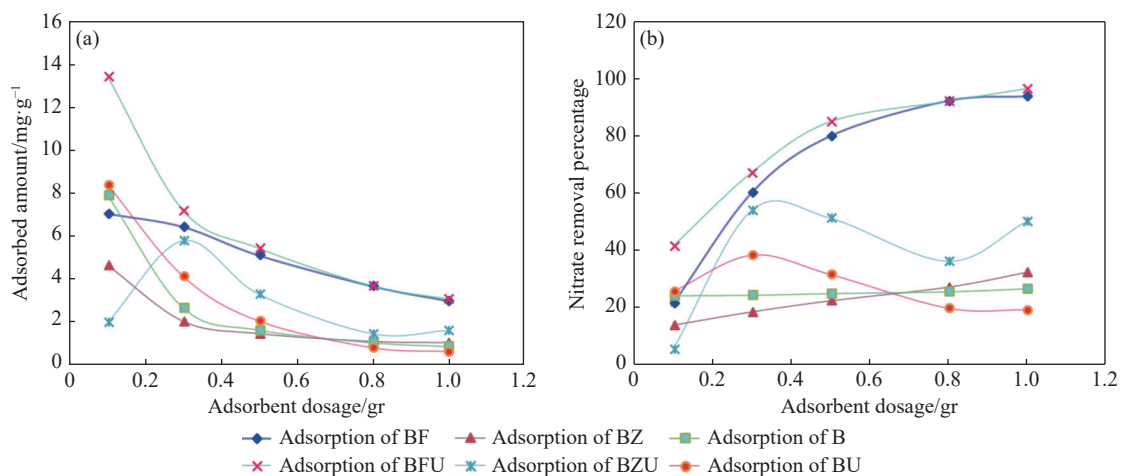 (a)
16
14
12
10
8
6
4
2
0
0 0.2 0.4 0.6 0.8 1.0 1.2
Adsorbed amount/mg·g⁻¹
Adsorbent dosage/gr
(b)
120
100
80
60
40
20
0
0 0.2 0.4 0.6 0.8 1.0 1.2
Nitrate removal percentage
Adsorbent dosage/gr
Adsorption of BF Adsorption of BZ Adsorption of B
Adsorption of BFU Adsorption of BZU Adsorption of BU